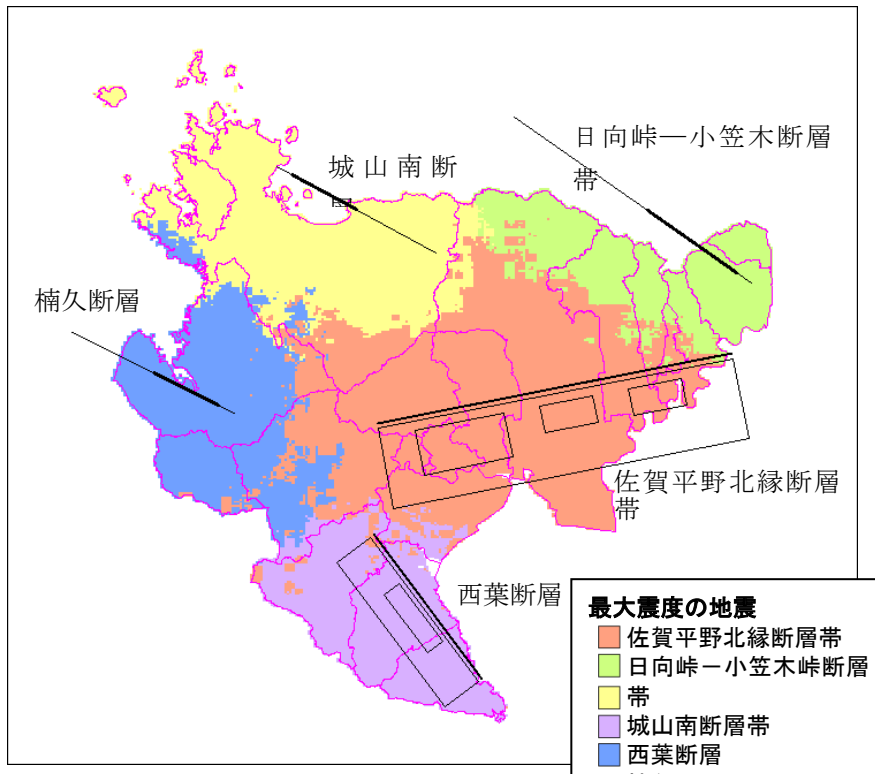 日向峠―小笠木断層
帯
城山南断
楠久断層
佐賀平野北縁断層
帯
西葉断層
最大震度の地震
佐賀平野北縁断層帯
日向峠－小笠木峠断層
帯
城山南断層帯
西葉断層